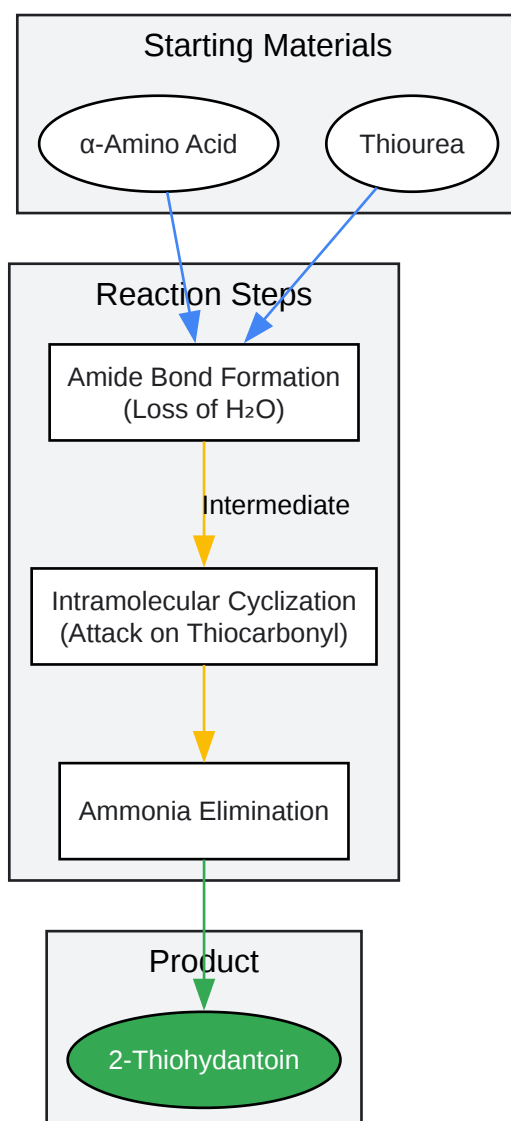 Starting Materials
α-Amino Acid
Thiourea
Reaction Steps
Amide Bond Formation
(Loss of H₂O)
Intermediate
Intramolecular Cyclization
(Attack on Thiocarbonyl)
Ammonia Elimination
Product
2-Thiohydantoin